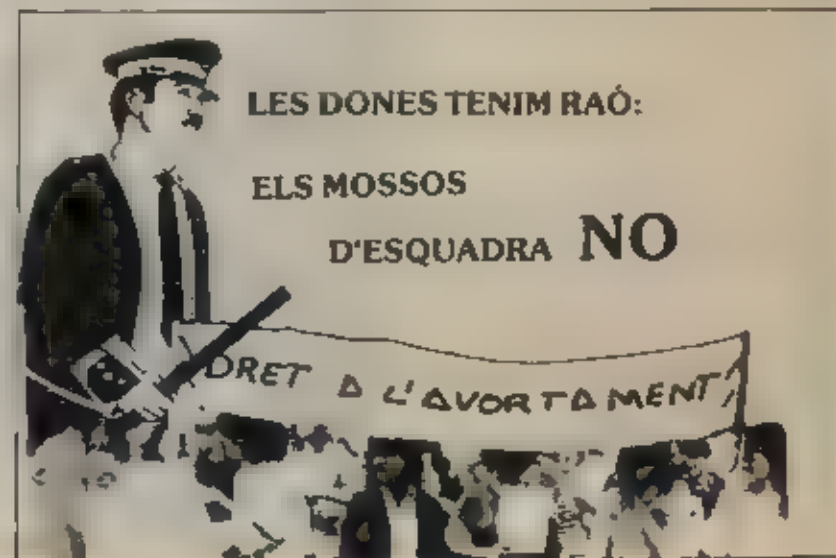 LES DONES TENIM RAÓ:
ELS MOSSOS
D'ESQUADRA NO
DRET A L'AVORTAMENT